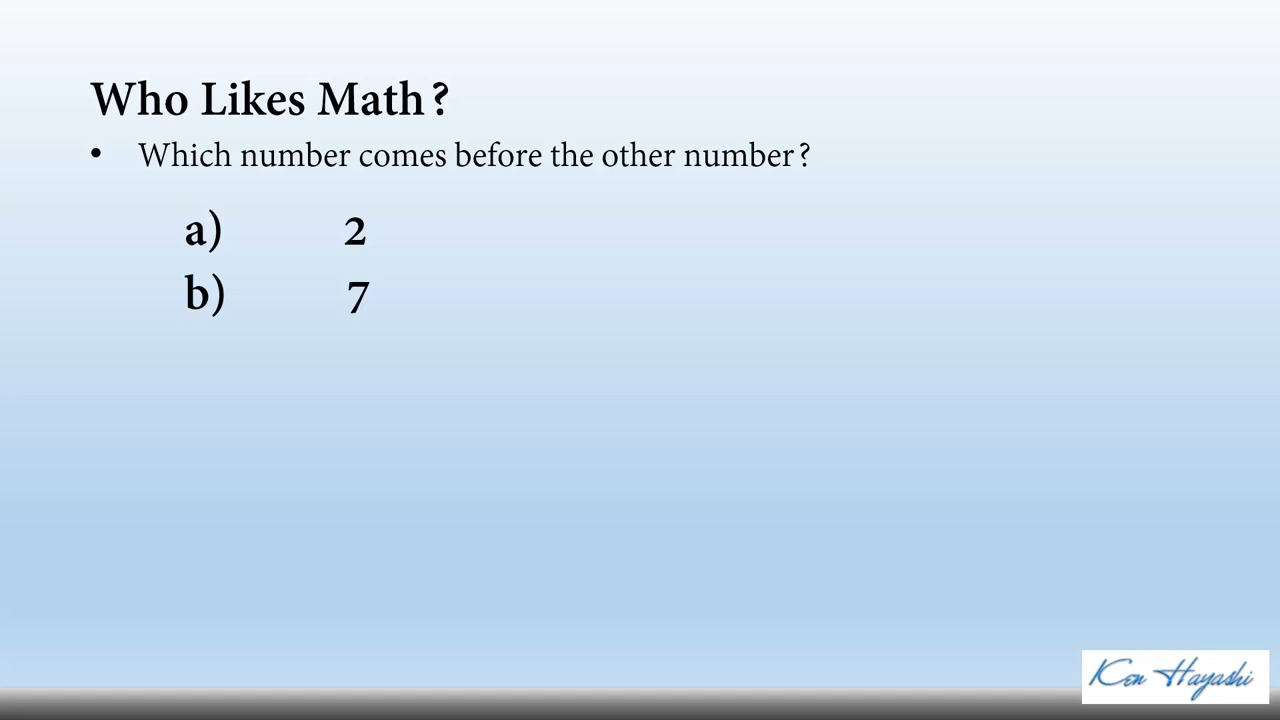 Who Likes Math?
• Which number comes before the other number?
a) 2
b) 7
Ken Hayashi